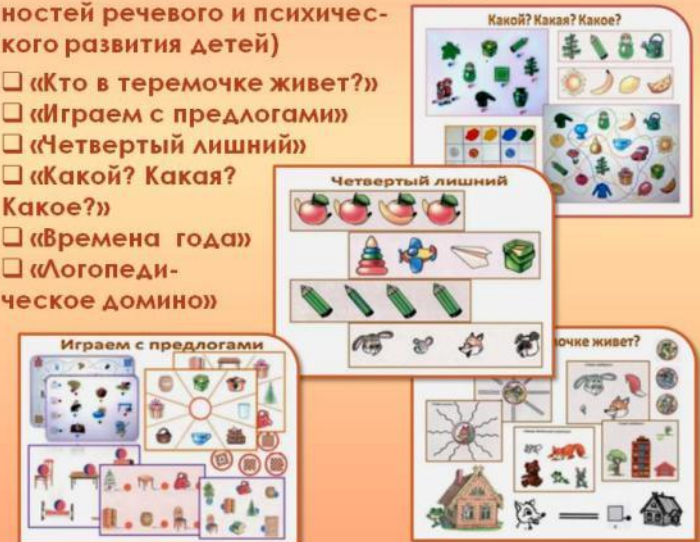 ностей речевого и психичес-
кого развития детей)
❑ «Кто в теремочке живет?»
❑ «Играем с предлогами»
❑ «Четвертый лишний»
❑ «Какой? Какая?
Какое?»
❑ «Времена года»
❑ «Логопеди-
ческое домино»
Какой? Какая? Какое?
Четвертый лишний
Играем с предлогами
живет?